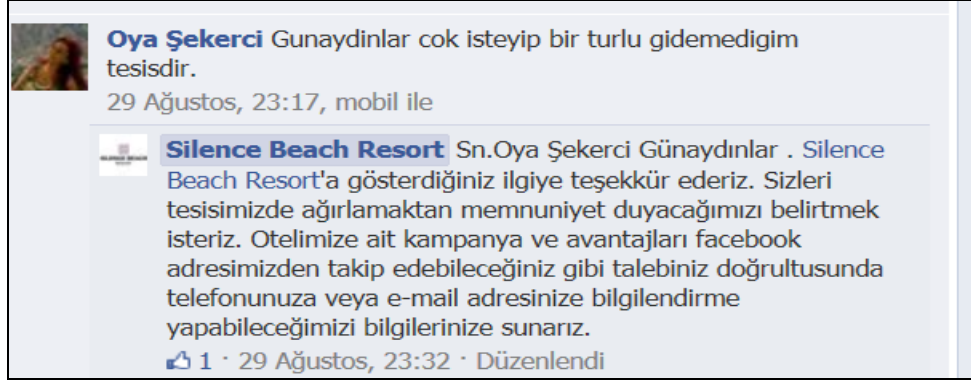 Oya Şekerci Gunaydinlar cok isteyip bir turlu gidemedigim
tesisdir.
29 Ağustos, 23:17, mobil ile
Silence Beach Resort Sn.Oya Şekerci Günaydınlar . Silence
Beach Resort'a gösterdiğiniz ilgiye teşekkür ederiz. Sizleri
tesisimizde ağırlamaktan memnuniyet duyacağımızı belirtmek
isteriz. Otelimize ait kampanya ve avantajları facebook
adresimizden takip edebileceğiniz gibi talebiniz doğrultusunda
telefonunuza veya e-mail adresinize bilgilendirme
yapabileceğimizi bilgilerinize sunarız.
1 · 29 Ağustos, 23:32 · Düzenlendi